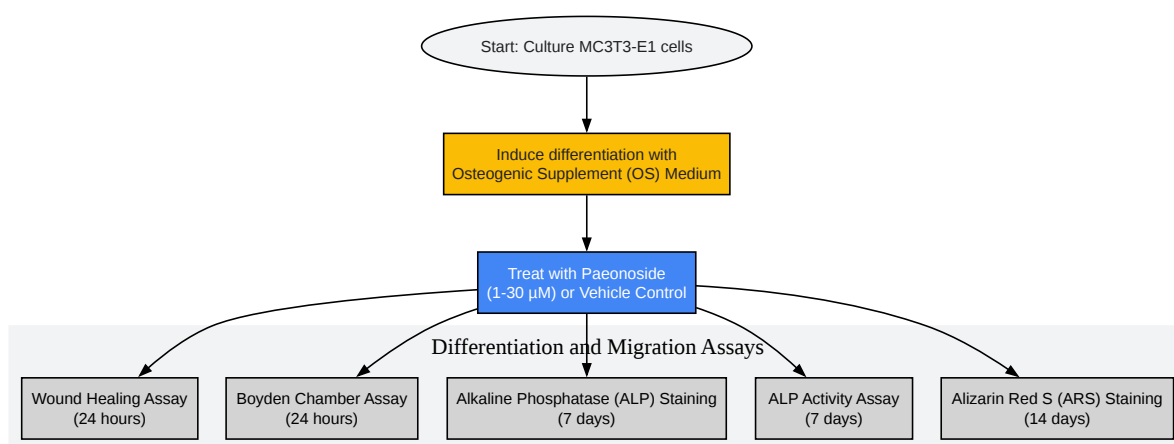 Start: Culture MC3T3-E1 cells
Induce differentiation with
Osteogenic Supplement (OS) Medium
Treat with Paeonoside
(1-30 µM) or Vehicle Control
Differentiation and Migration Assays
Wound Healing Assay
(24 hours)
Boyden Chamber Assay
(24 hours)
Alkaline Phosphatase (ALP) Staining
(7 days)
ALP Activity Assay
(7 days)
Alizarin Red S (ARS) Staining
(14 days)